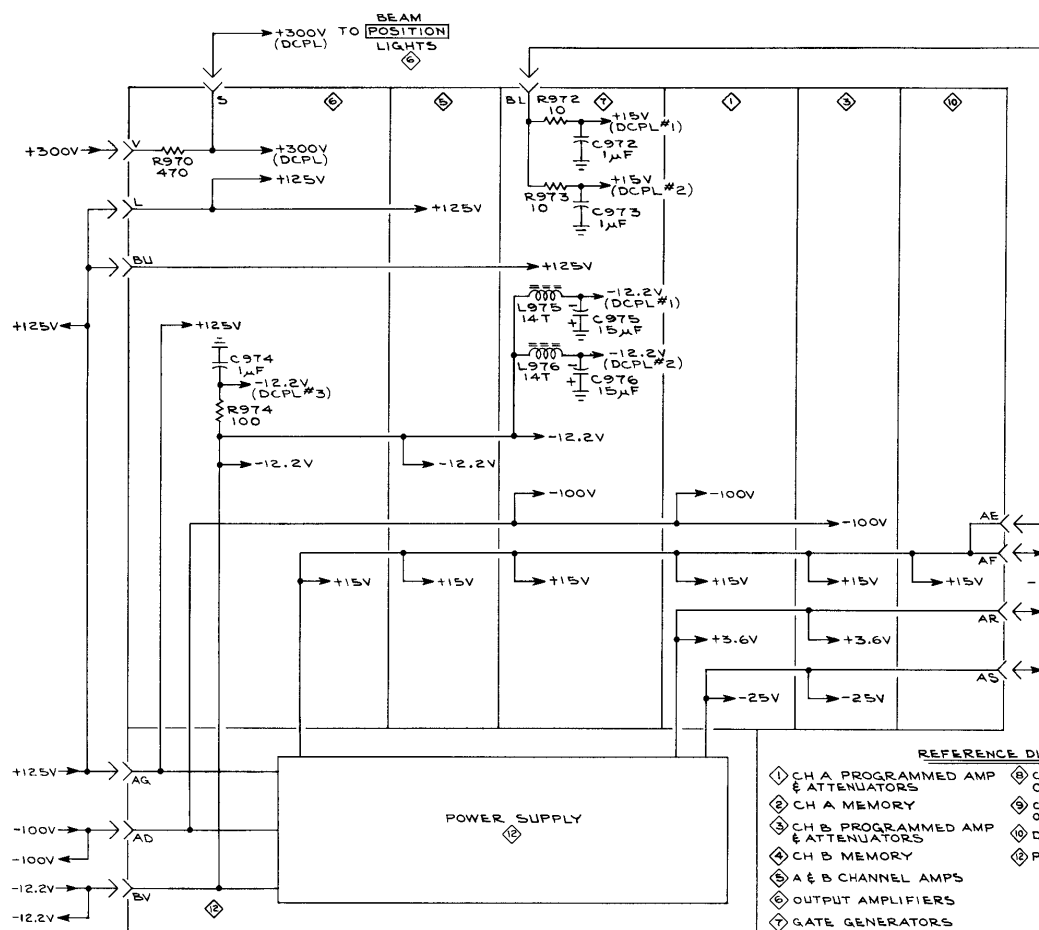 BEAM
TO POSITION
LIGHTS
6
+300V
(DCPL)
S
6
5
BL
7
1
3
10
R972
10
+15V
(DCPL #1)
C972
1µF
+300V
V
R970
470
+300V
(DCPL)
+125V
R973
10
+15V
(DCPL #2)
C973
1µF
L
+125V
BU
+125V
L975
14T
-12.2V
(DCPL #1)
C975
15µF
+125V
+125V
C974
1µF
-12.2V
(DCPL #3)
L976
14T
-12.2V
(DCPL #2)
C976
15µF
R974
100
-12.2V
-12.2V
-12.2V
-100V
-100V
-100V
AE
AF
+15V
+15V
+15V
+15V
+15V
+15V
-
AR
+3.6V
+3.6V
AS
-25V
-25V
+125V
AG
-100V
AD
-100V
-12.2V
BV
-12.2V
12
POWER SUPPLY
12
REFERENCE DI
1 CH A PROGRAMMED AMP
& ATTENUATORS
2 CH A MEMORY
3 CH B PROGRAMMED AMP
& ATTENUATORS
4 CH B MEMORY
5 A & B CHANNEL AMPS
6 OUTPUT AMPLIFIERS
7 GATE GENERATORS
8 C
O
9 C
O
10 D
12 P